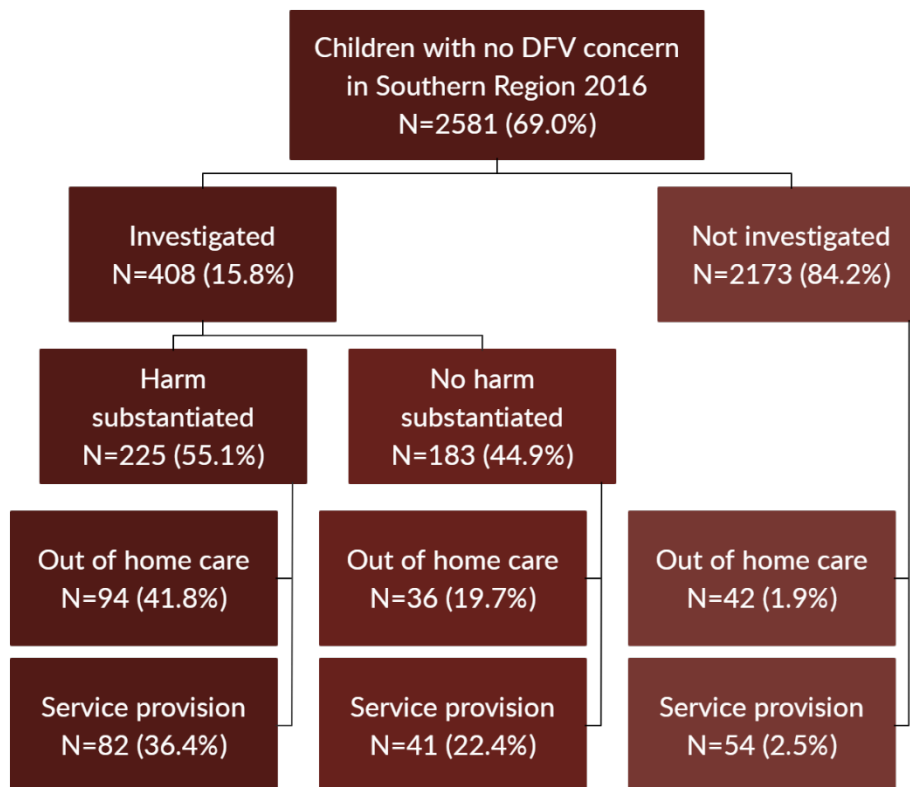 Children with no DFV concern
in Southern Region 2016
N=2581 (69.0%)
Investigated
N=408 (15.8%)
Not investigated
N=2173 (84.2%)
Harm
substantiated
N=225 (55.1%)
No harm
substantiated
N=183 (44.9%)
Out of home care
N=94 (41.8%)
Out of home care
N=36 (19.7%)
Out of home care
N=42 (1.9%)
Service provision
N=82 (36.4%)
Service provision
N=41 (22.4%)
Service provision
N=54 (2.5%)